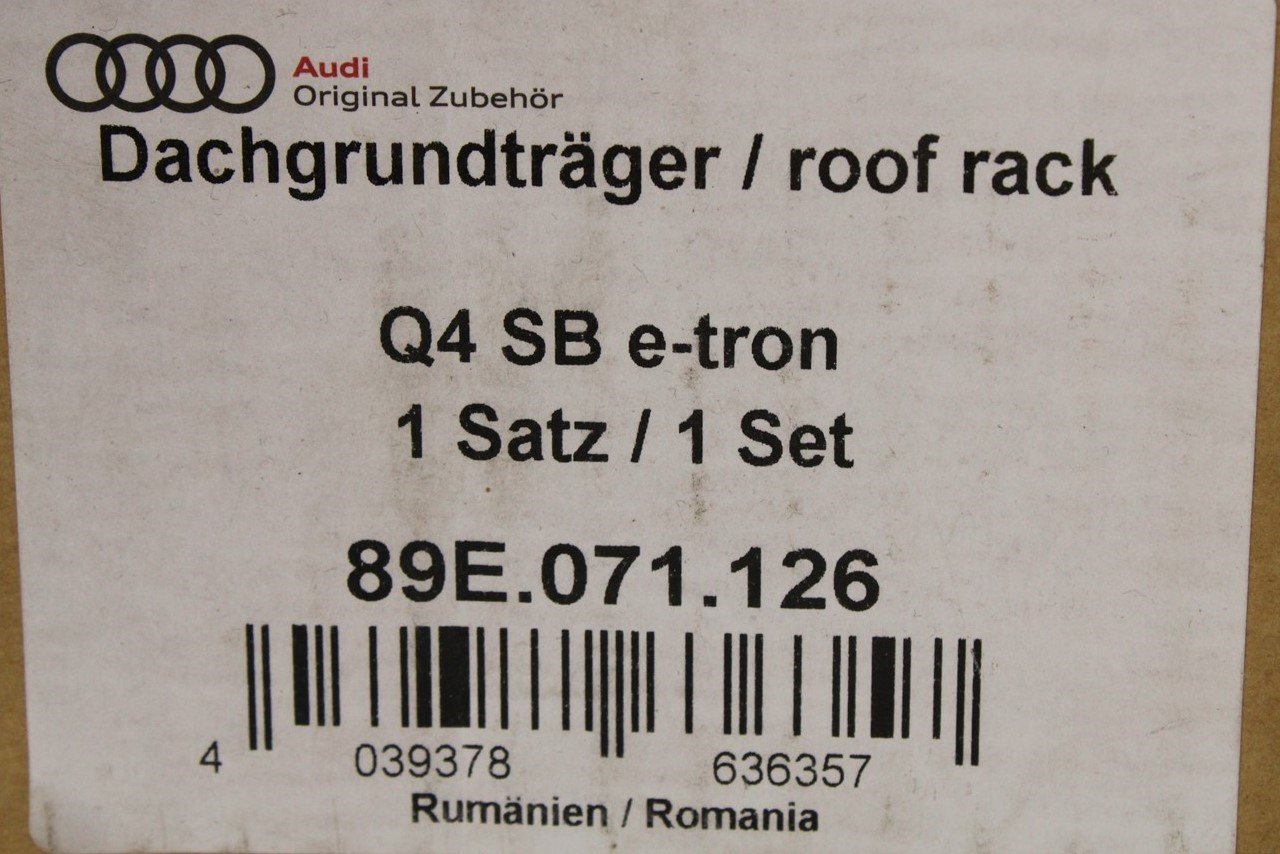 Audi
Original Zubehör
Dachgrundträger / roof rack
Q4 SB e-tron
1 Satz / 1 Set
89E.071.126
4 039378 636357
Rumänien / Romania